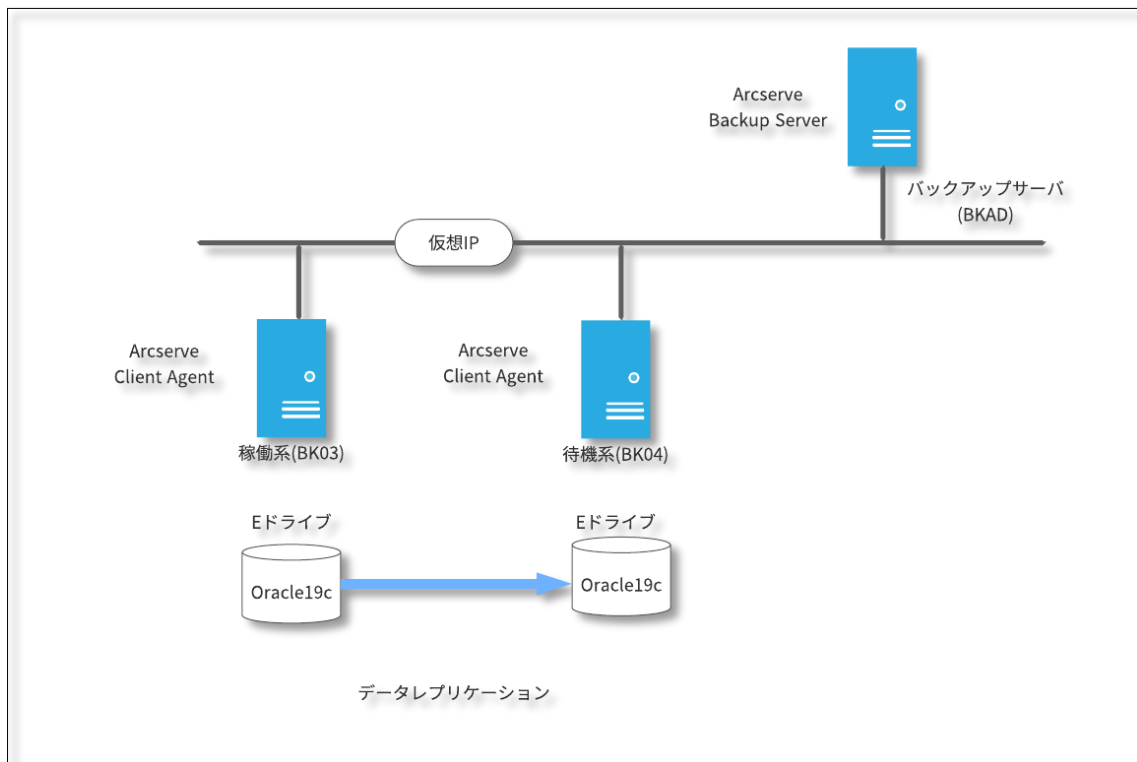 Arcserve
Backup Server
バックアップサーバ
(BKAD)
仮想IP
Arcserve
Client Agent
Arcserve
Client Agent
稼働系(BK03)
待機系(BK04)
Eドライブ
Eドライブ
Oracle19c
Oracle19c
データレプリケーション